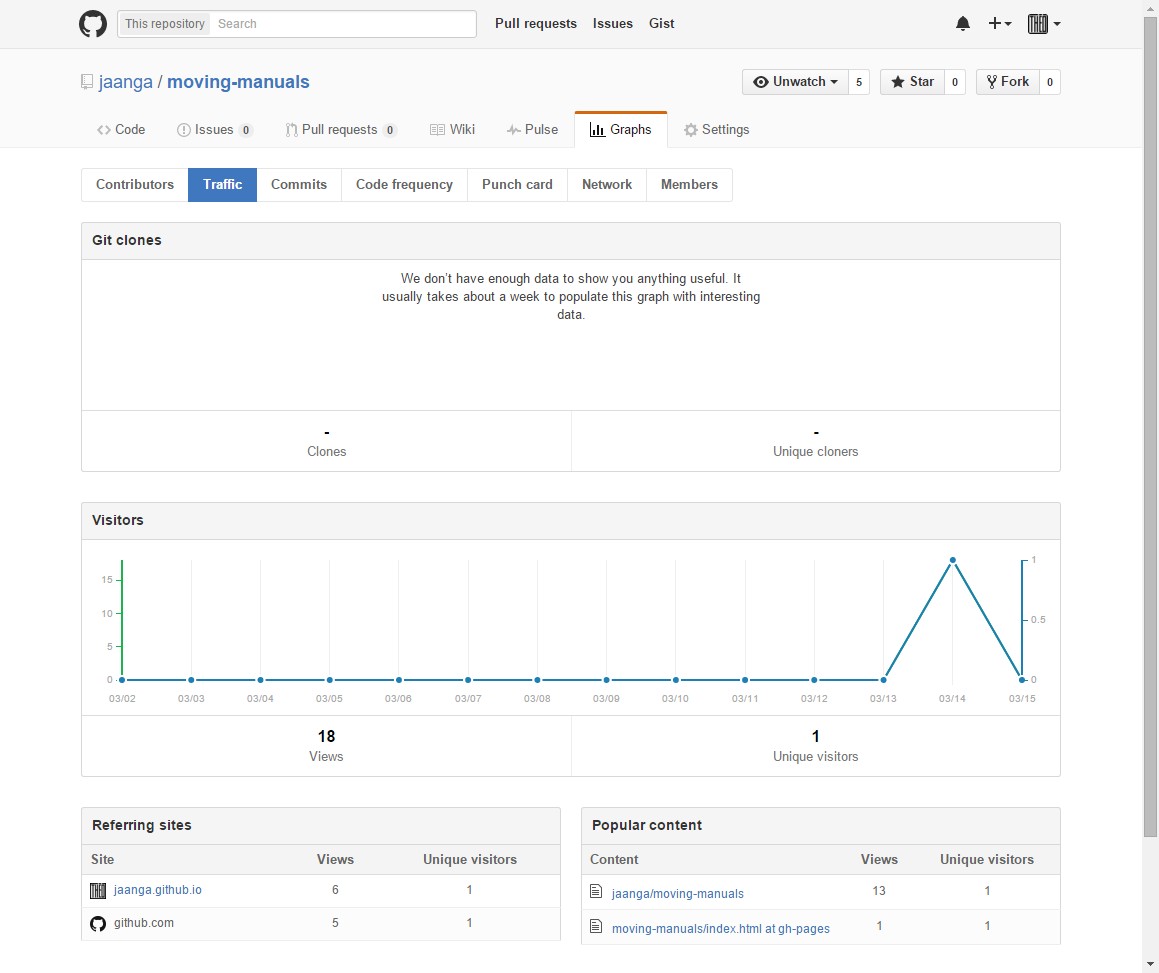 This repository Search Pull requests Issues Gist
jaanga / moving-manuals Unwatch 5 Star 0 Fork 0
Code Issues 0 Pull requests 0 Wiki Pulse Graphs Settings
Contributors Traffic Commits Code frequency Punch card Network Members
Git clones
We don't have enough data to show you anything useful. It
usually takes about a week to populate this graph with interesting
data.
- -
Clones Unique cloners
Visitors
15 1
10 0.5
5
0 0
03/02 03/03 03/04 03/05 03/06 03/07 03/08 03/09 03/10 03/11 03/12 03/13 03/14 03/15
18 1
Views Unique visitors
Referring sites
Site Views Unique visitors
jaanga.github.io 6 1
github.com 5 1
Popular content
Content Views Unique visitors
jaanga/moving-manuals 13 1
moving-manuals/index.html at gh-pages 1 1